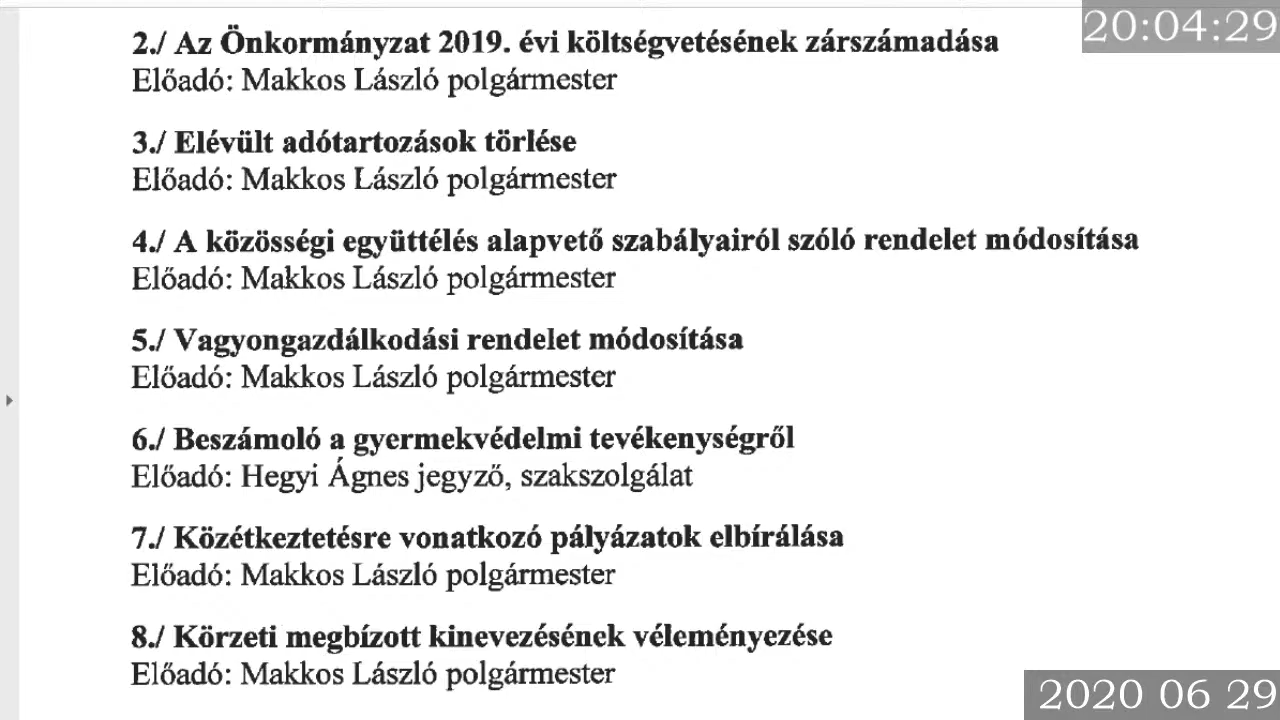 20:04:29
2./ Az Önkormányzat 2019. évi költségvetésének zárszámadása
Előadó: Makkos László polgármester
3./ Elévült adótartozások törlése
Előadó: Makkos László polgármester
4./ A közösségi együttélés alapvető szabályairól szóló rendelet módosítása
Előadó: Makkos László polgármester
5./ Vagyongazdálkodási rendelet módosítása
Előadó: Makkos László polgármester
6./ Beszámoló a gyermekvédelmi tevékenységről
Előadó: Hegyi Ágnes jegyző, szakszolgálat
7./ Közétkeztetésre vonatkozó pályázatok elbírálása
Előadó: Makkos László polgármester
8./ Körzeti megbízott kinevezésének véleményezése
Előadó: Makkos László polgármester
2020 06 29